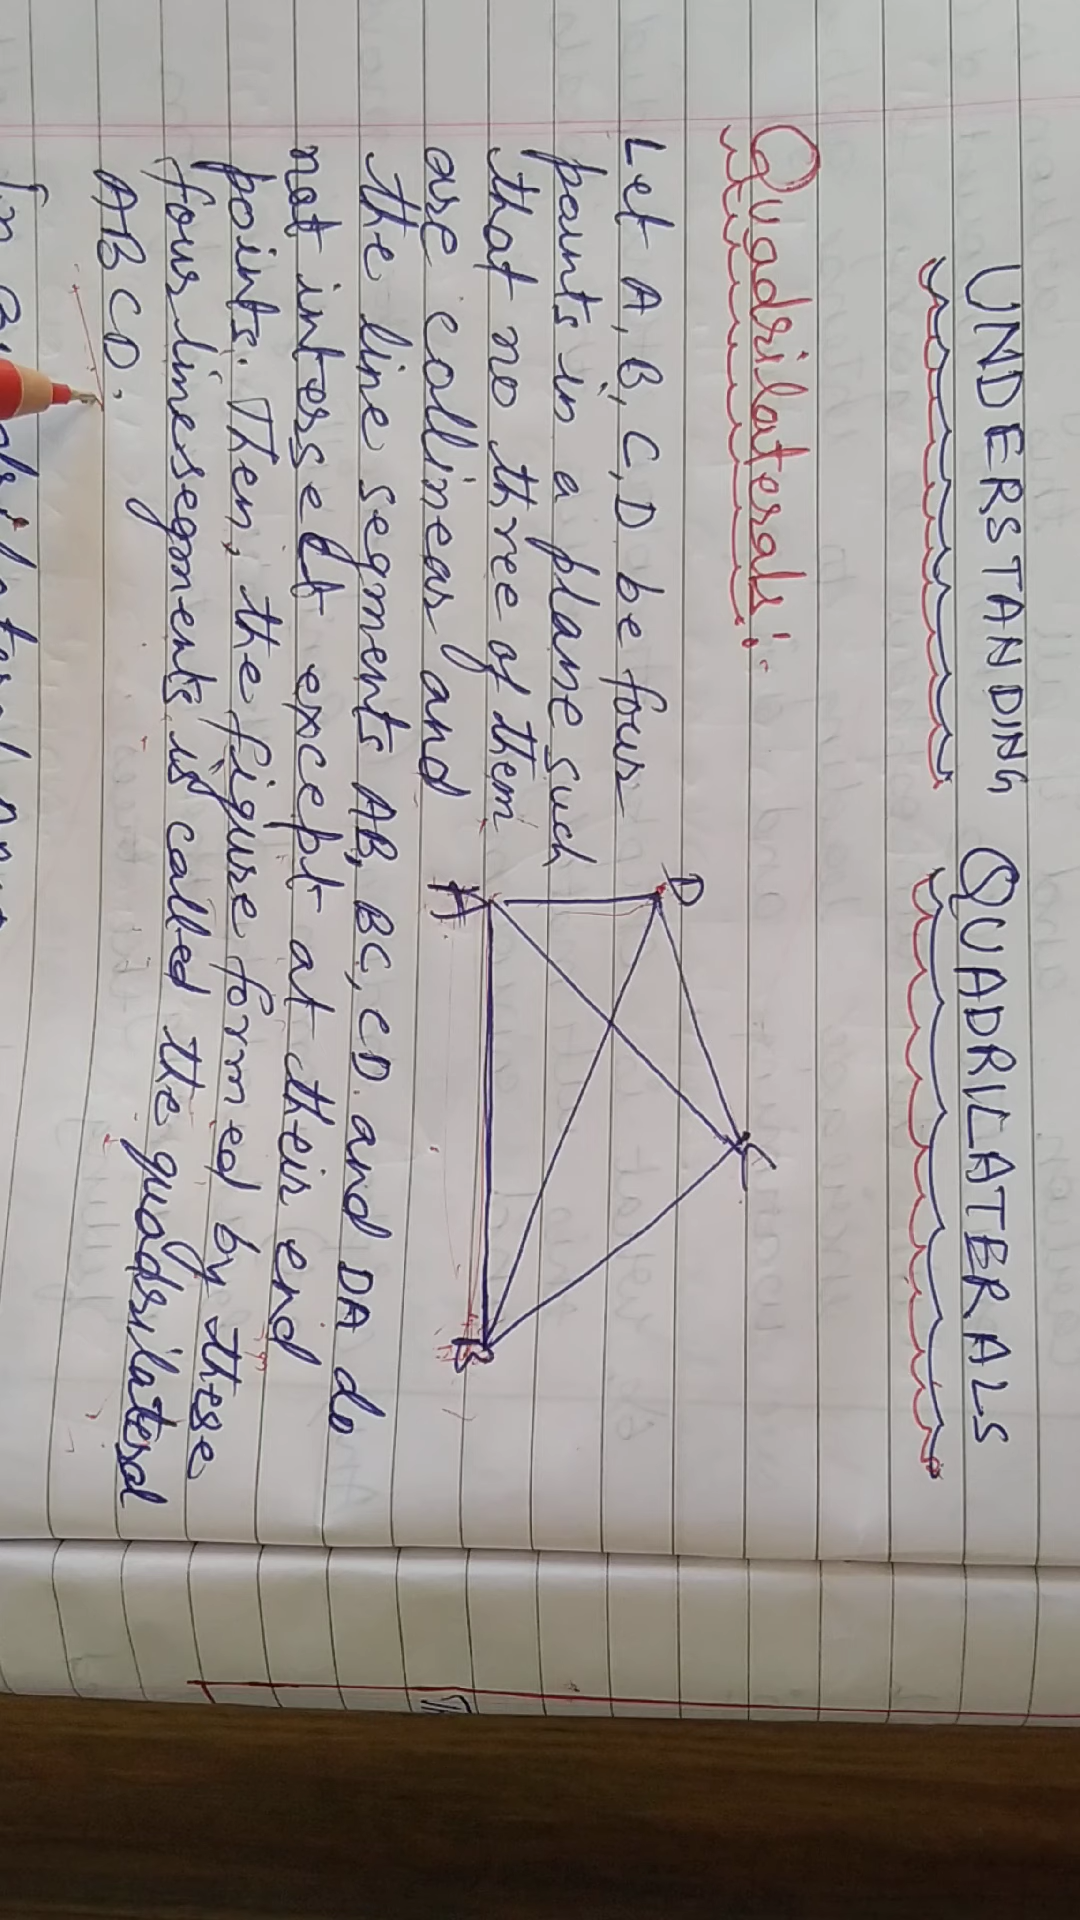 UNDERSTANDING QUADRILATERALS
Quadrilaterals:-
Let A, B, C, D be four
points in a plane such
that no three of them
are collinear and
D
C
A
B
the line segments AB, BC, CD and DA do
not intersect except at their end
points. Then, the figure formed by these
four linesegments is called the quadrilateral
ABCD.